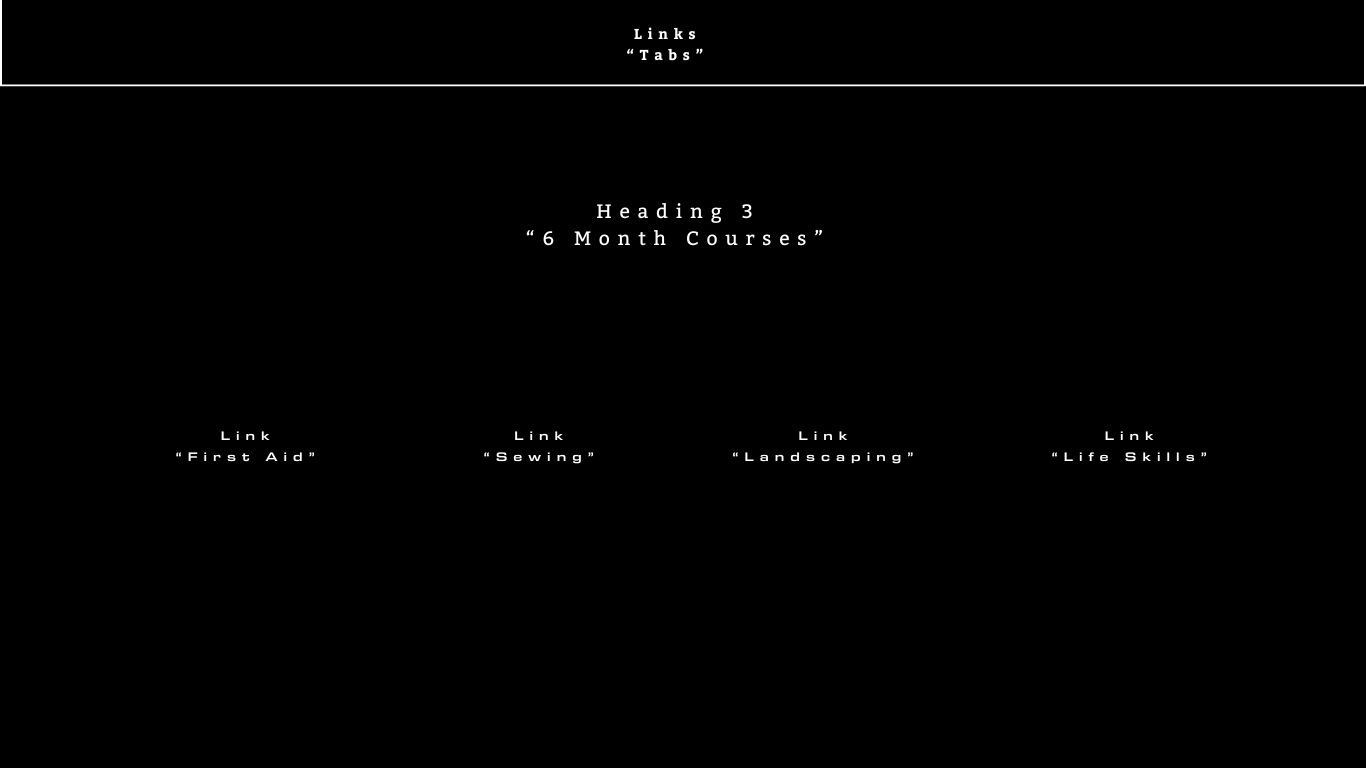 Links
“Tabs”
Heading 3
“6 Month Courses”
Link
“First Aid”
Link
“Sewing”
Link
“Landscaping”
Link
“Life Skills”